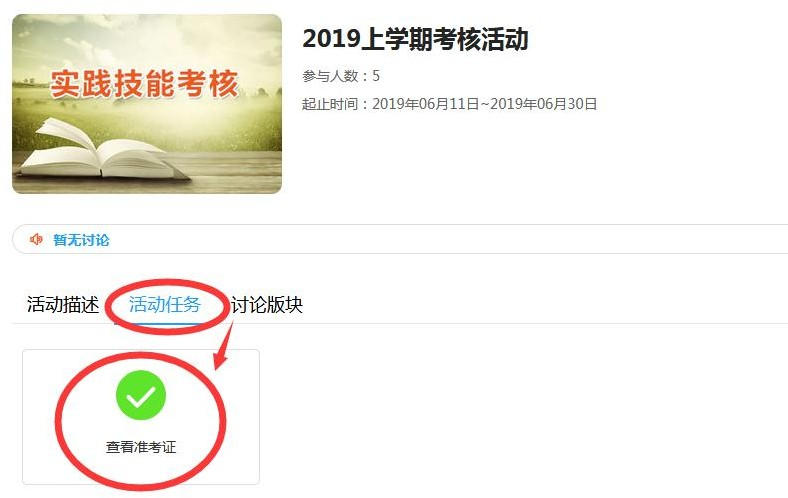 实践技能考核
2019上学期考核活动
参与人数：5
起止时间：2019年06月11日~2019年06月30日
暂无讨论
活动描述 活动任务 讨论版块
查看准考证